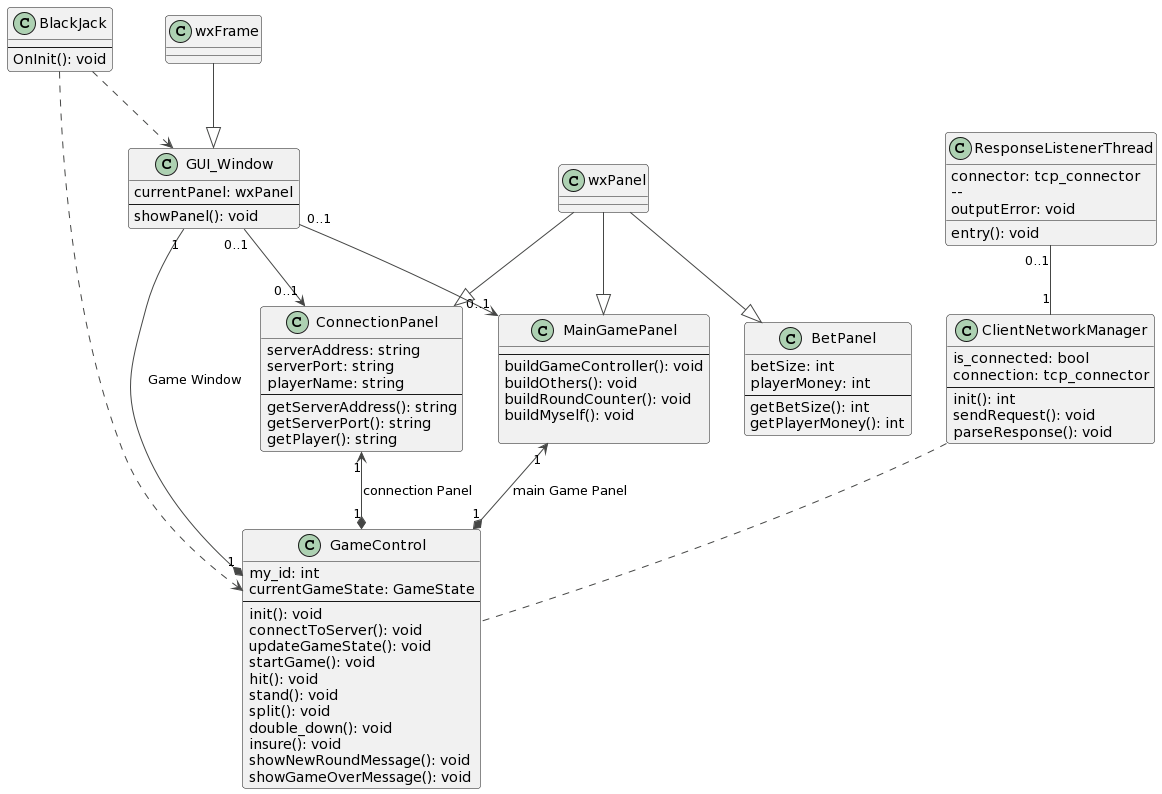 C BlackJack
OnInit(): void
C wxFrame
C GUI_Window
currentPanel: wxPanel
showPanel(): void
C wxPanel
C ResponseListenerThread
connector: tcp_connector
--
outputError: void
entry(): void
1
0..1
0..1
0..1
0..1
0..1
1
C ConnectionPanel
serverAddress: string
serverPort: string
playerName: string
getServerAddress(): string
getServerPort(): string
getPlayer(): string
C MainGamePanel
buildGameController(): void
buildOthers(): void
buildRoundCounter(): void
buildMyself(): void
C BetPanel
betSize: int
playerMoney: int
getBetSize(): int
getPlayerMoney(): int
C ClientNetworkManager
is_connected: bool
connection: tcp_connector
init(): int
sendRequest(): void
parseResponse(): void
Game Window
1
1
connection Panel
main Game Panel
1
1
1
C GameControl
my_id: int
currentGameState: GameState
init(): void
connectToServer(): void
updateGameState(): void
startGame(): void
hit(): void
stand(): void
split(): void
double_down(): void
insure(): void
showNewRoundMessage(): void
showGameOverMessage(): void